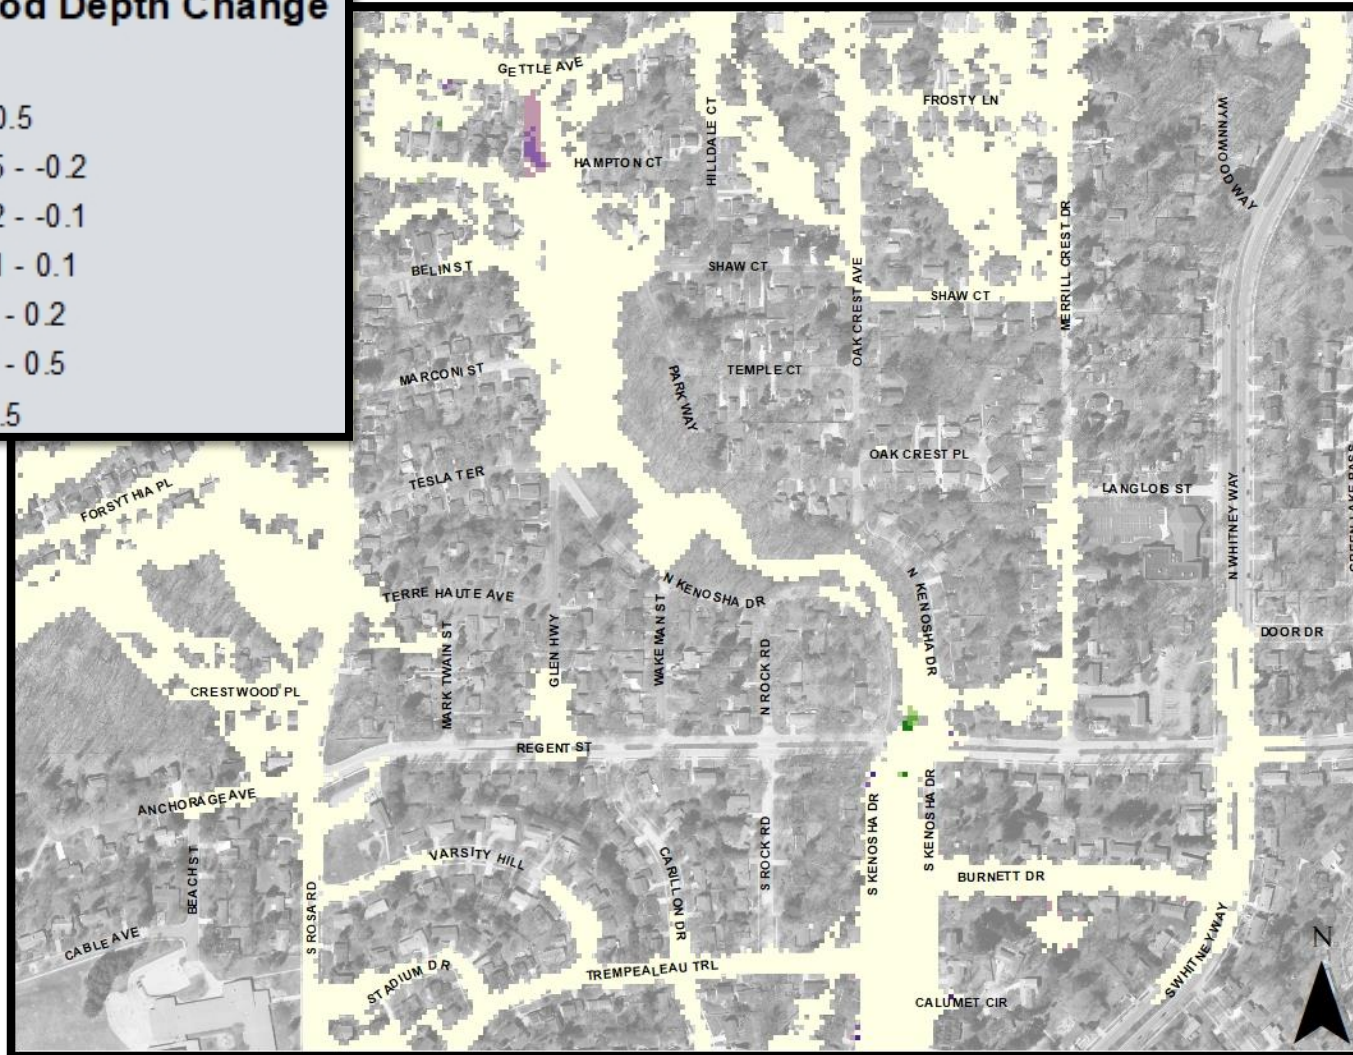 Depth Change
0.5
- -0.2
- -0.1
- 0.1
- 0.2
- 0.5
.5
GETTLE AVE
FROSTY LN
HILLDALE CT
WYNNWOOD WAY
HAMPTON CT
MERRILL CREST DR
BELIN ST
SHAW CT
OAK CREST AVE
SHAW CT
MARCONI ST
PARK WAY
TEMPLE CT
OAK CREST PL
TESLA TER
FORSYTHIA PL
LANGLOIS ST
N WHITNEY WAY
GREEN LAKE PASS
N KENOSHA DR
N KENOSHA DR
TERRE HAUTE AVE
WAKEMAN ST
GLEN HWY
MARK TWAIN ST
N ROCK RD
DOOR DR
CRESTWOOD PL
REGENT ST
ANCHORAGE AVE
S KENOSHA DR
S KENOSHA DR
BEACH ST
VARSITY HILL
CARILLON DR
S ROCK RD
BURNETT DR
S ROSA RD
CABLE AVE
S WHITNEY WAY
N
STADIUM DR
TREMPEALEAU TRL
CALUMET CIR